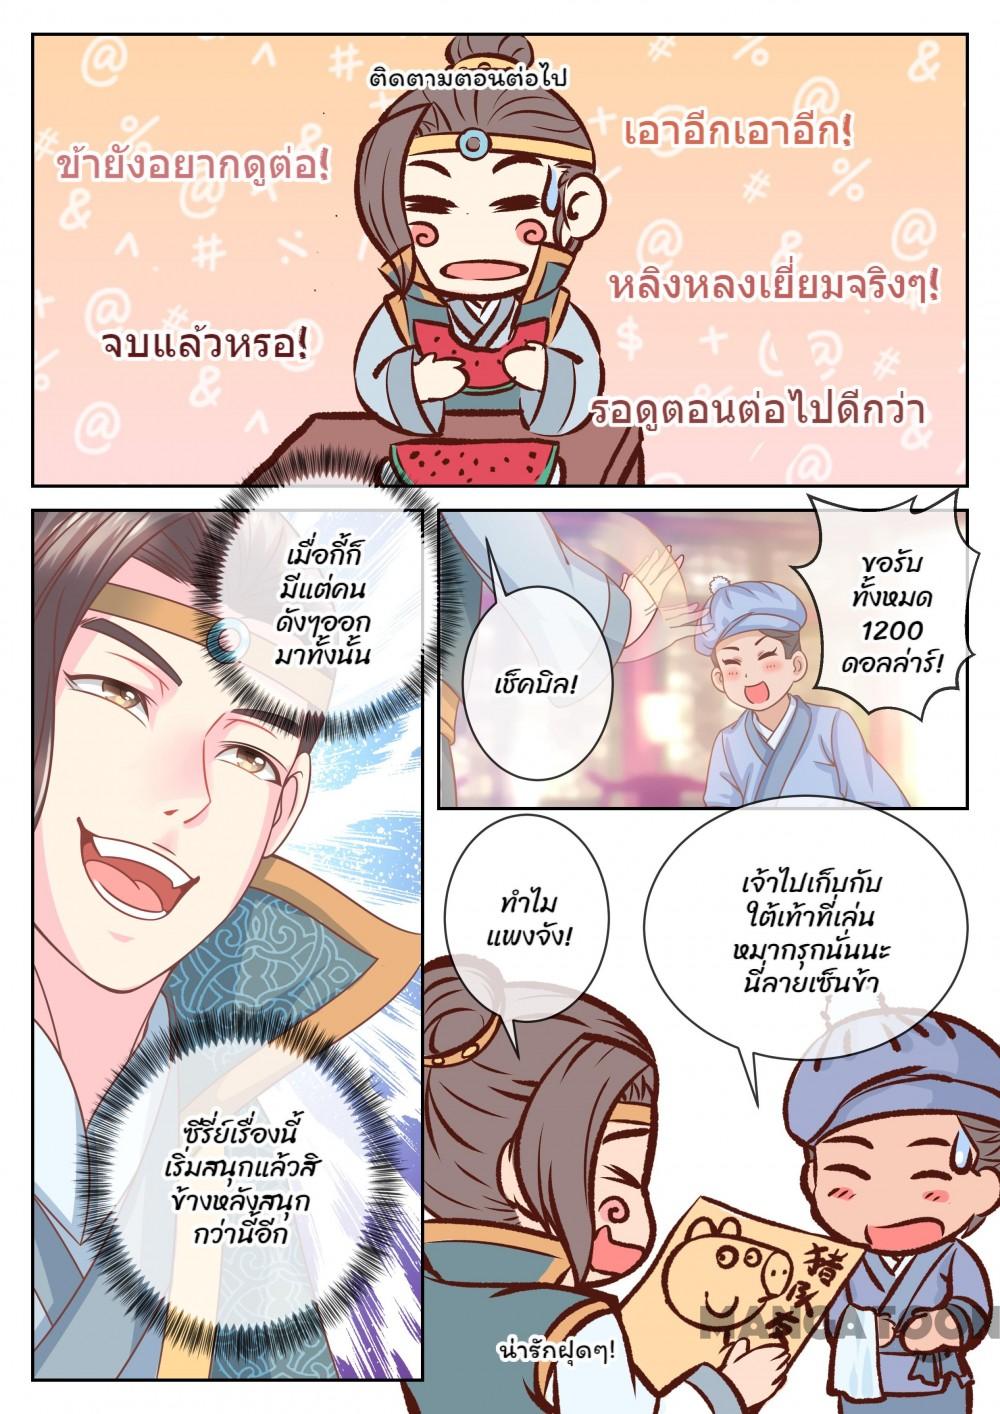 ติดตามตอนต่อไป
เอาอีกเอาอีก!
ข้ายังอยากดูต่อ!
หลิงหลงเยี่ยมจริงๆ!
จบแล้วหรอ!
รอดูตอนต่อไปดีกว่า
เมื่อกี้ก็
มีแต่คน
ดังๆออก
มาทั้งนั้น
ขอรับ
ทั้งหมด
1200
ดอลล่าร์!
เช็คบิล!
ทำไม
แพงจัง!
เจ้าไปเก็บกับ
ใต้เท้าที่เล่น
หมากรุกนั่นนะ
นี่ลายเซ็นข้า
ซีรี่ย์เรื่องนี้
เริ่มสนุกแล้วสิ
ข้างหลังสนุก
กว่านี้อีก
猪
น่ารักฝุดๆ!
MANGATOON